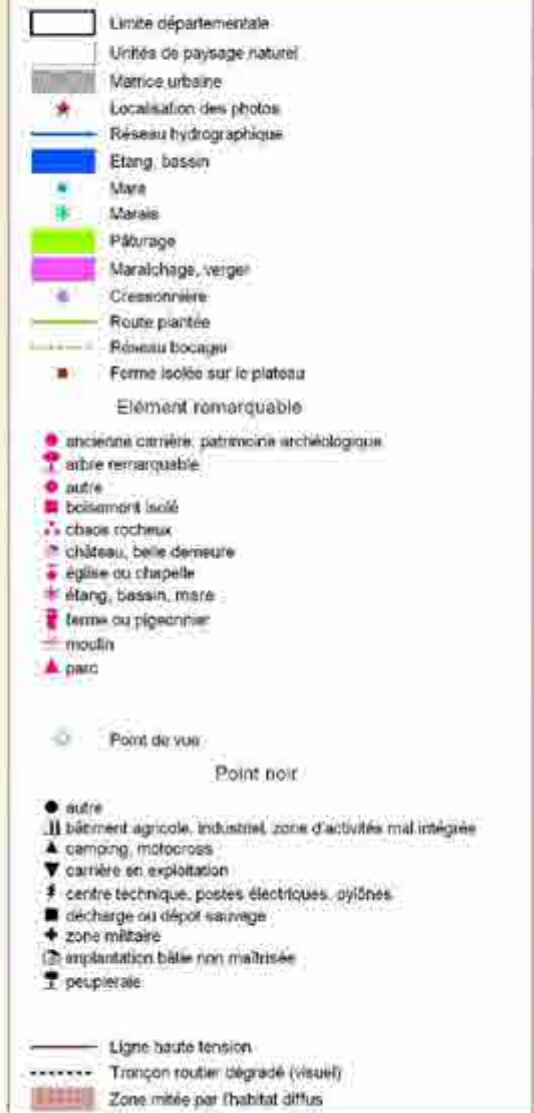 Limite départementale
Unités de paysage naturel
Matrice urbaine
Localisation des photos
Réseau hydrographique
Etang, bassin
Mare
Marais
Pâturage
Maraîchage, verger
Cressonnière
Route plantée
Réseau bocager
Ferme isolée sur le plateau
Elément remarquable
ancienne carrière, patrimoine archéologique
arbre remarquable
autre
boisement isolé
chaos rocheux
château, belle demeure
église ou chapelle
étang, bassin, mare
ferme ou pigeonnier
moulin
parc
Point de vue
Point noir
autre
bâtiment agricole, industriel, zone d'activités mal intégrée
camping, motocross
carrière en exploitation
centre technique, postes électriques, pylônes
décharge ou dépôt sauvage
zone militaire
implantation bâtie non maîtrisée
peupleraie
Ligne haute tension
Tronçon routier dégradé (visuel)
Zone mitée par l'habitat diffus